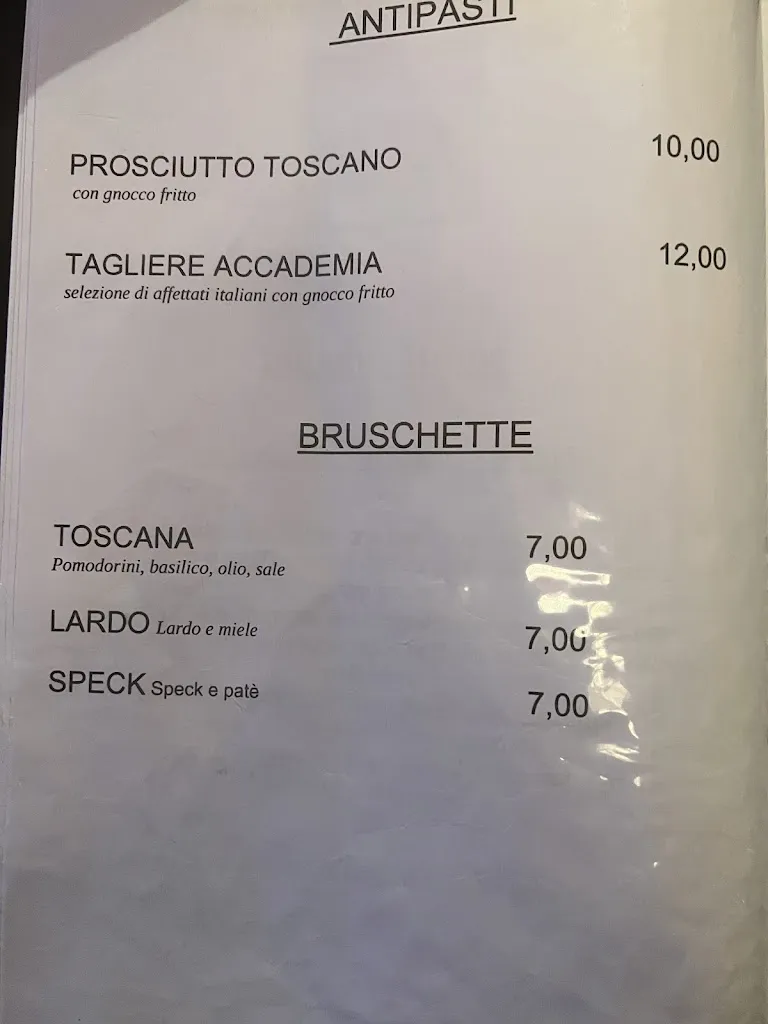 ANTIPASTI
PROSCIUTTO TOSCANO 10,00
con gnocco fritto
TAGLIERE ACCADEMIA 12,00
selezione di affettati italiani con gnocco fritto
BRUSCHETTE
TOSCANA 7,00
Pomodorini, basilico, olio, sale
LARDO Lardo e miele 7,00
SPECK Speck e patè 7,00